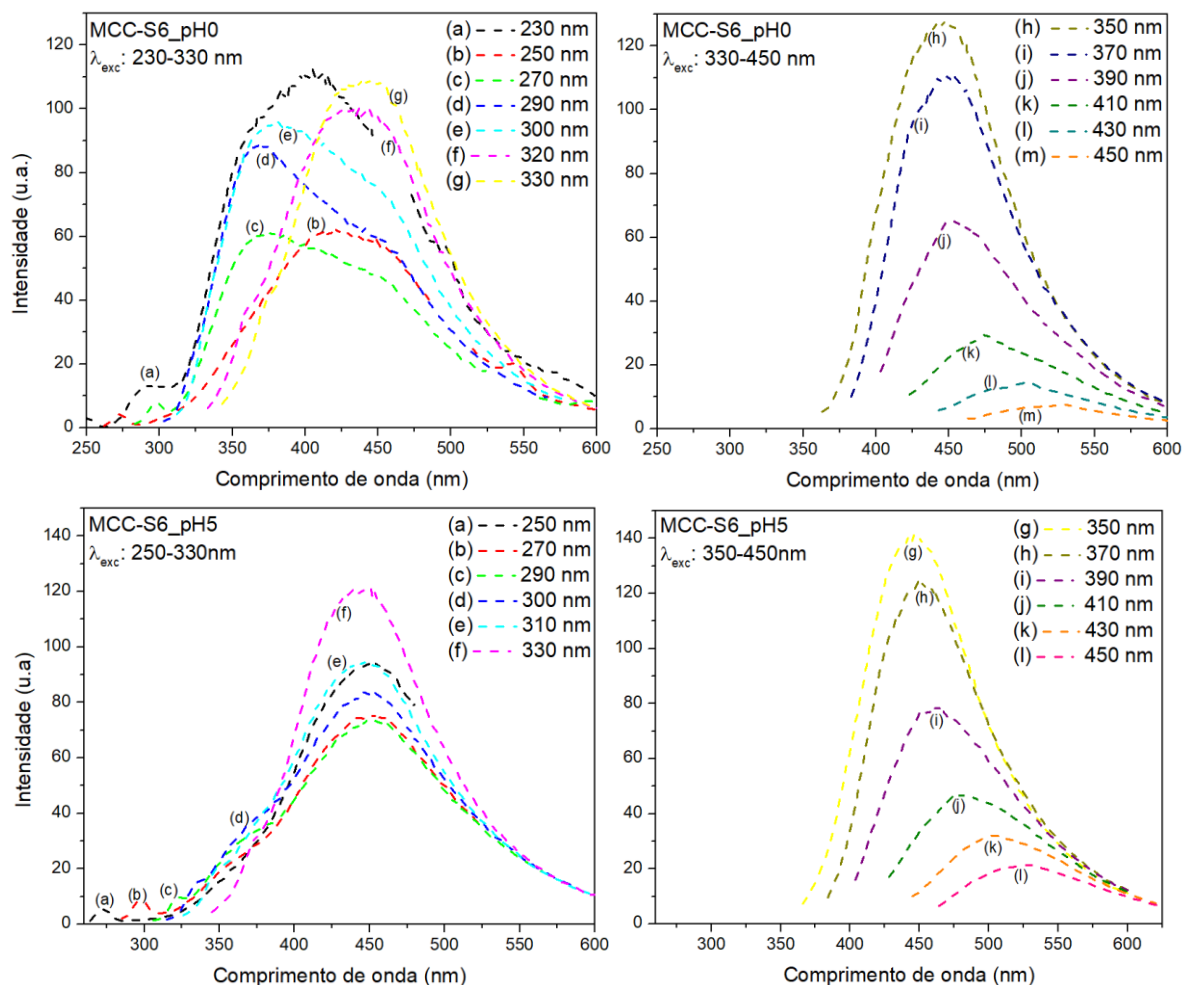 MCC-S6_pH0
λexc: 230-330 nm
(a) 230 nm
(b) 250 nm
(c) 270 nm
(d) 290 nm
(e) 300 nm
(f) 320 nm
(g) 330 nm
(a)
(b)
(c)
(d)
(e)
(f)
(g)
Intensidade (u.a.)
0
20
40
60
80
100
120
250 300 350 400 450 500 550 600
Comprimento de onda (nm)
MCC-S6_pH0
λexc: 330-450 nm
(h) 350 nm
(i) 370 nm
(j) 390 nm
(k) 410 nm
(l) 430 nm
(m) 450 nm
(h)
(i)
(j)
(k)
(l)
(m)
0
20
40
60
80
100
120
250 300 350 400 450 500 550 600
Comprimento de onda (nm)
MCC-S6_pH5
λexc: 250-330nm
(a) 250 nm
(b) 270 nm
(c) 290 nm
(d) 300 nm
(e) 310 nm
(f) 330 nm
(a)
(b)
(c)
(d)
(e)
(f)
Intensidade (u.a)
0
20
40
60
80
100
120
140
300 350 400 450 500 550 600
Comprimento de onda (nm)
MCC-S6_pH5
λexc: 350-450nm
(g) 350 nm
(h) 370 nm
(i) 390 nm
(j) 410 nm
(k) 430 nm
(l) 450 nm
(g)
(h)
(i)
(j)
(k)
(l)
0
20
40
60
80
100
120
140
300 350 400 450 500 550 600
Comprimento de onda (nm)